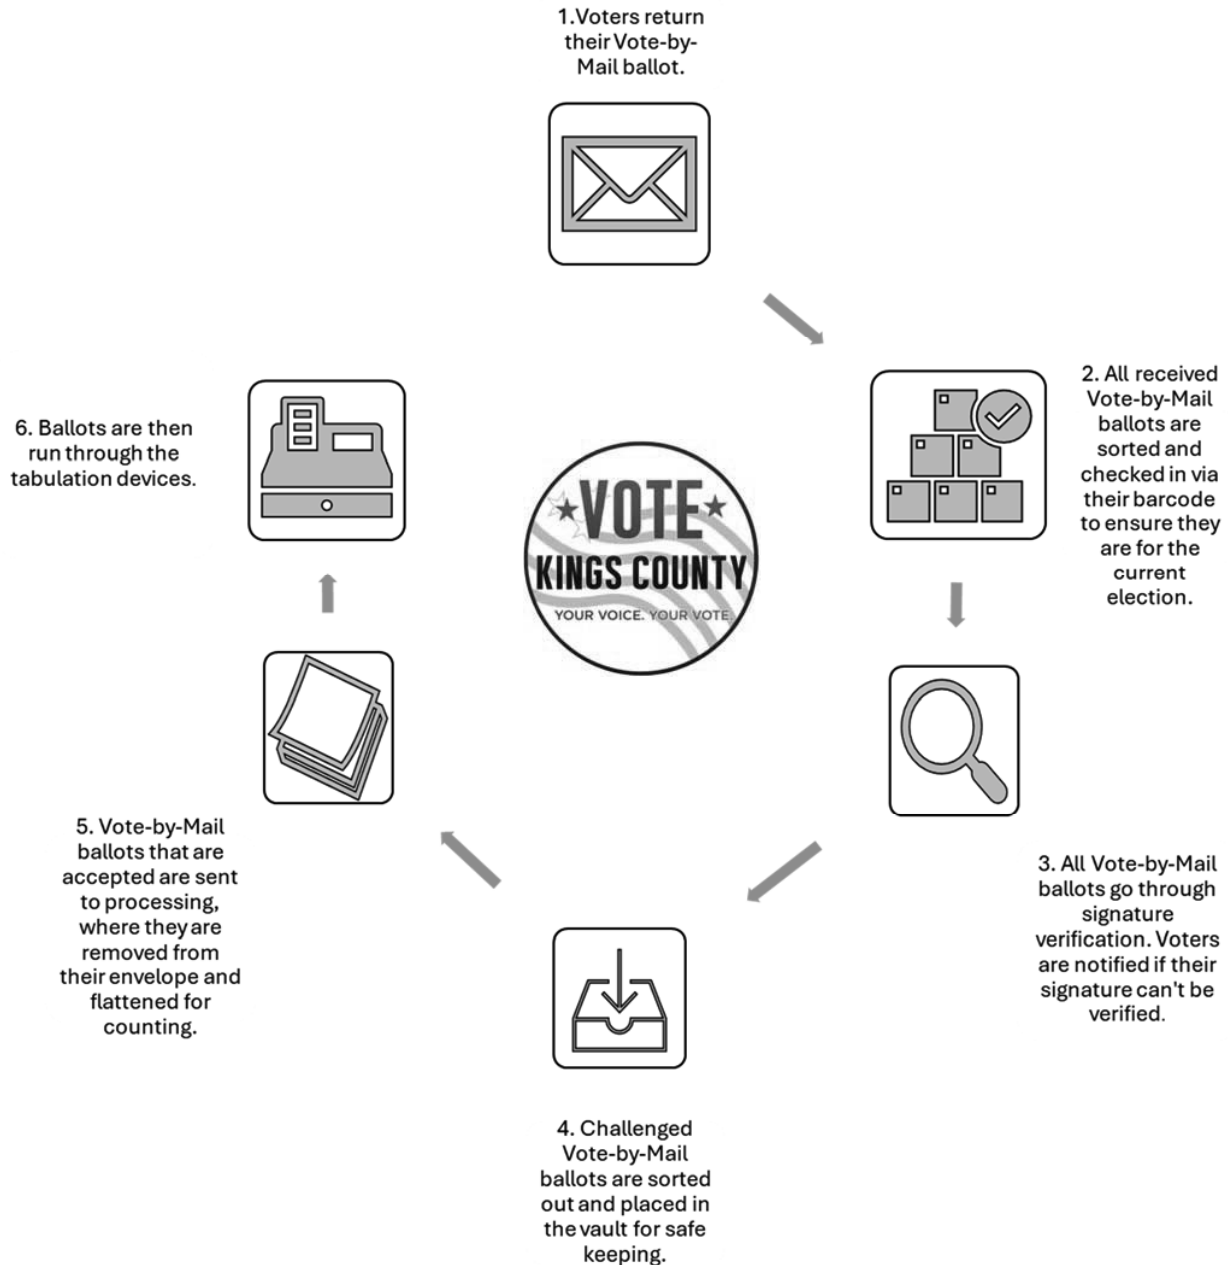 1.Voters return
their Vote-by-
Mail ballot.
2. All received
Vote-by-Mail
ballots are
sorted and
checked in via
their barcode
to ensure they
are for the
current
election.
3. All Vote-by-Mail
ballots go through
signature
verification. Voters
are notified if their
signature can't be
verified.
4. Challenged
Vote-by-Mail
ballots are sorted
out and placed in
the vault for safe
keeping.
5. Vote-by-Mail
ballots that are
accepted are sent
to processing,
where they are
removed from
their envelope and
flattened for
counting.
6. Ballots are then
run through the
tabulation devices.
VOTE
KINGS COUNTY
YOUR VOICE. YOUR VOTE.